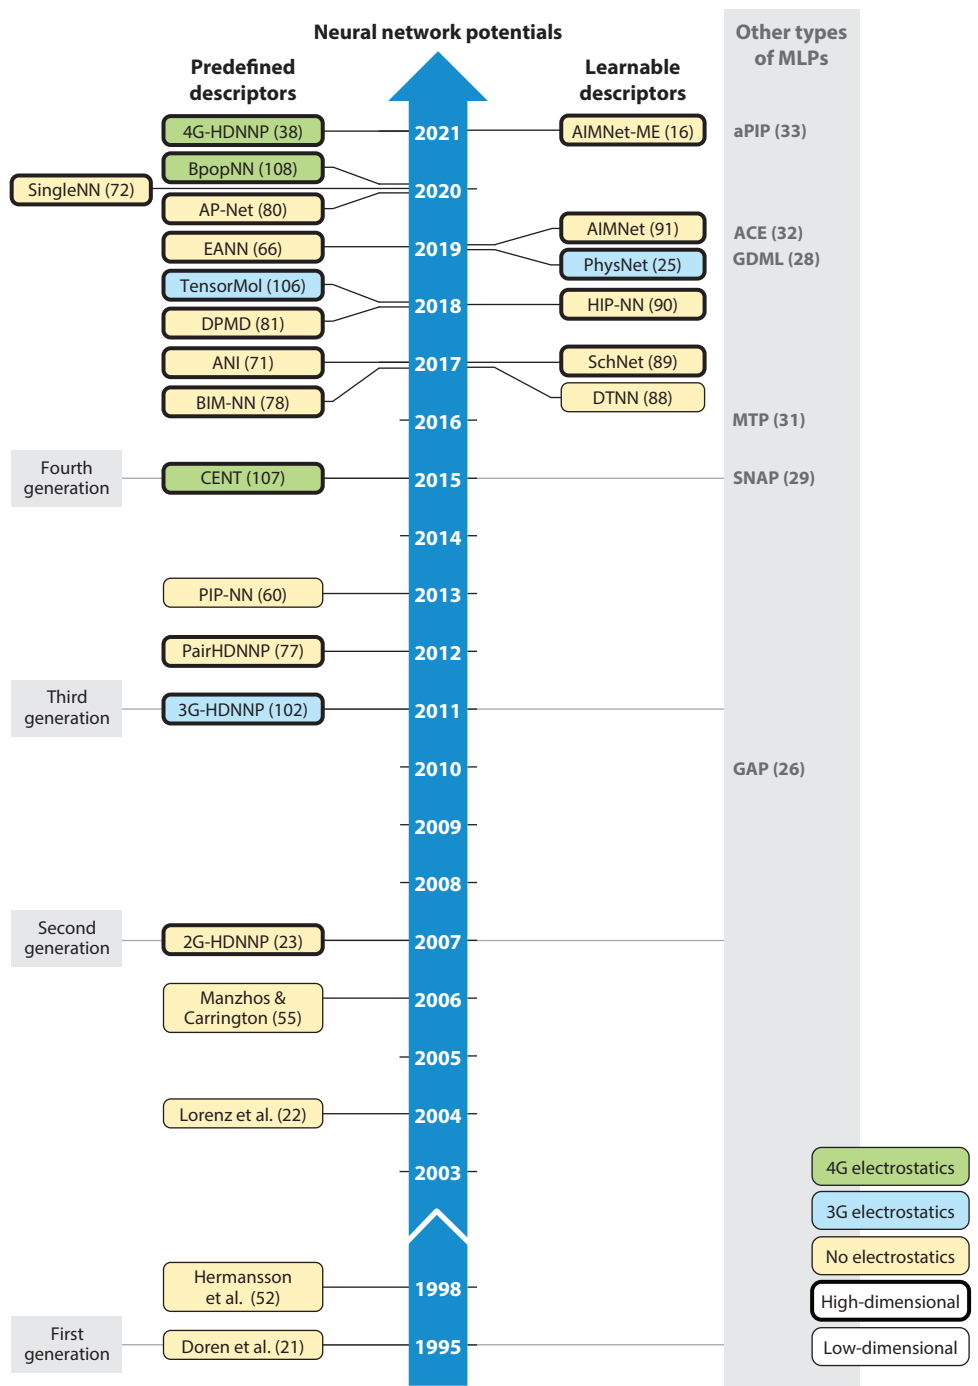 Neural network potentials
Other types
of MLPs
Predefined
descriptors
Learnable
descriptors
4G-HDNNP (38)
2021
AIMNet-ME (16)
aPIP (33)
BpopNN (108)
SingleNN (72)
2020
AP-Net (80)
AIMNet (91)
EANN (66)
2019
ACE (32)
PhysNet (25)
GDML (28)
TensorMol (106)
2018
HIP-NN (90)
DPMD (81)
ANI (71)
2017
SchNet (89)
BIM-NN (78)
DTNN (88)
2016
MTP (31)
Fourth
generation
CENT (107)
2015
SNAP (29)
2014
PIP-NN (60)
2013
PairHDNNP (77)
2012
Third
generation
3G-HDNNP (102)
2011
2010
GAP (26)
2009
2008
Second
generation
2G-HDNNP (23)
2007
Manzhos &
Carrington (55)
2006
2005
Lorenz et al. (22)
2004
2003
4G electrostatics
3G electrostatics
No electrostatics
High-dimensional
Low-dimensional
Hermansson
et al. (52)
1998
First
generation
Doren et al. (21)
1995